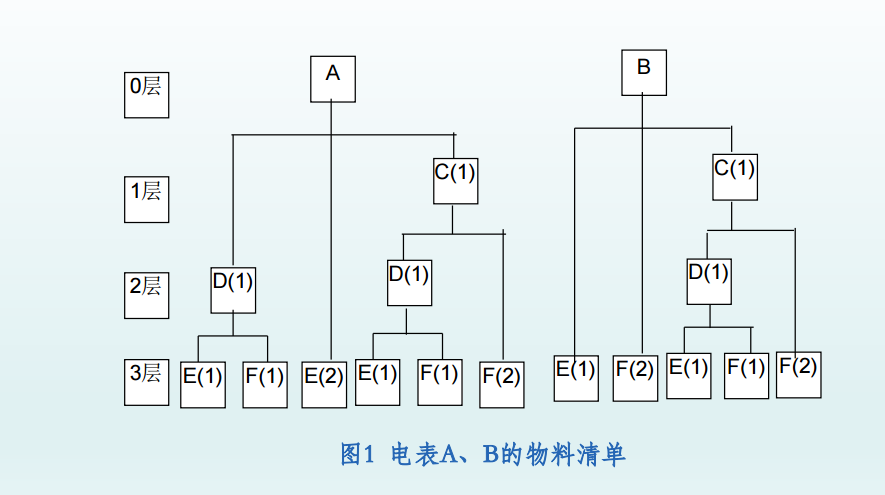 0层 A B
1层 C(1) C(1)
2层 D(1) D(1) D(1)
3层 E(1) F(1) E(2) E(1) F(1) F(2) E(1) F(2) E(1) F(1) F(2)
图1 电表A、B的物料清单